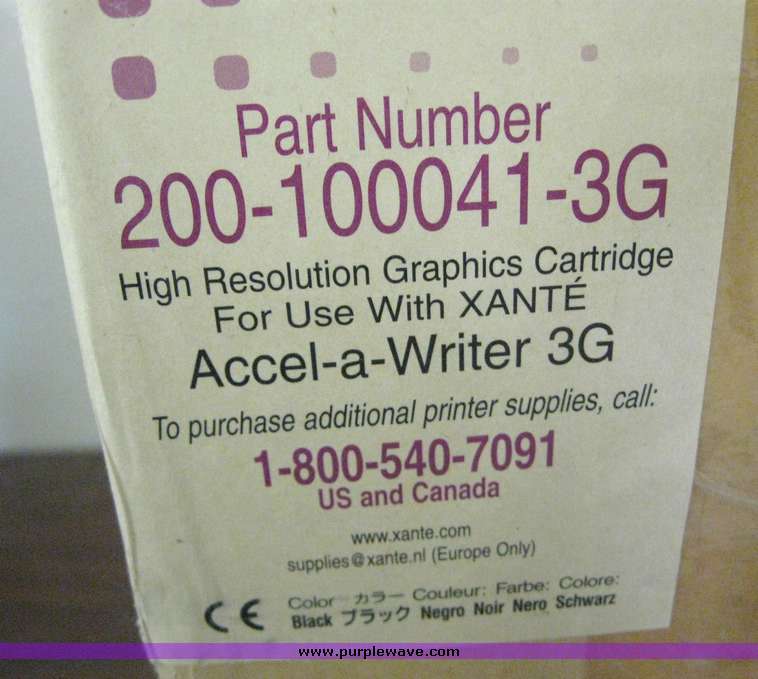 Part Number
200-100041-3G
High Resolution Graphics Cartridge
For Use With XANTÉ
Accel-a-Writer 3G
To purchase additional printer supplies, call:
1-800-540-7091
US and Canada
www.xante.com
supplies@xante.nl (Europe Only)
CE
Color カラー Couleur: Farbe: Colore:
Black ブラック Negro Noir Nero Schwarz
www.purplewave.com